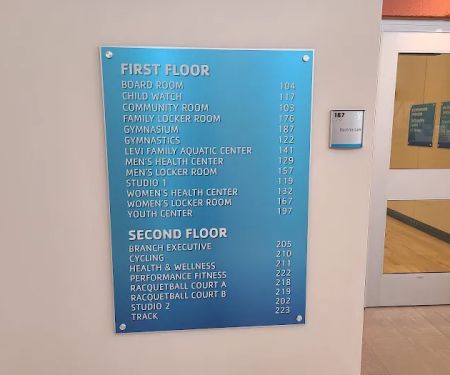 FIRST FLOOR
BOARD ROOM 104
CHILD WATCH 117
COMMUNITY ROOM 103
FAMILY LOCKER ROOM 176
GYMNASIUM 187
GYMNASTICS 122
LEVI FAMILY AQUATIC CENTER 141
MEN'S HEALTH CENTER 129
MEN'S LOCKER ROOM 157
STUDIO 1 119
WOMEN'S HEALTH CENTER 132
WOMEN'S LOCKER ROOM 167
YOUTH CENTER 197
SECOND FLOOR
BRANCH EXECUTIVE 205
CYCLING 210
HEALTH & WELLNESS 211
PERFORMANCE FITNESS 222
RACQUETBALL COURT A 218
RACQUETBALL COURT B 219
STUDIO 2 202
TRACK 223
187